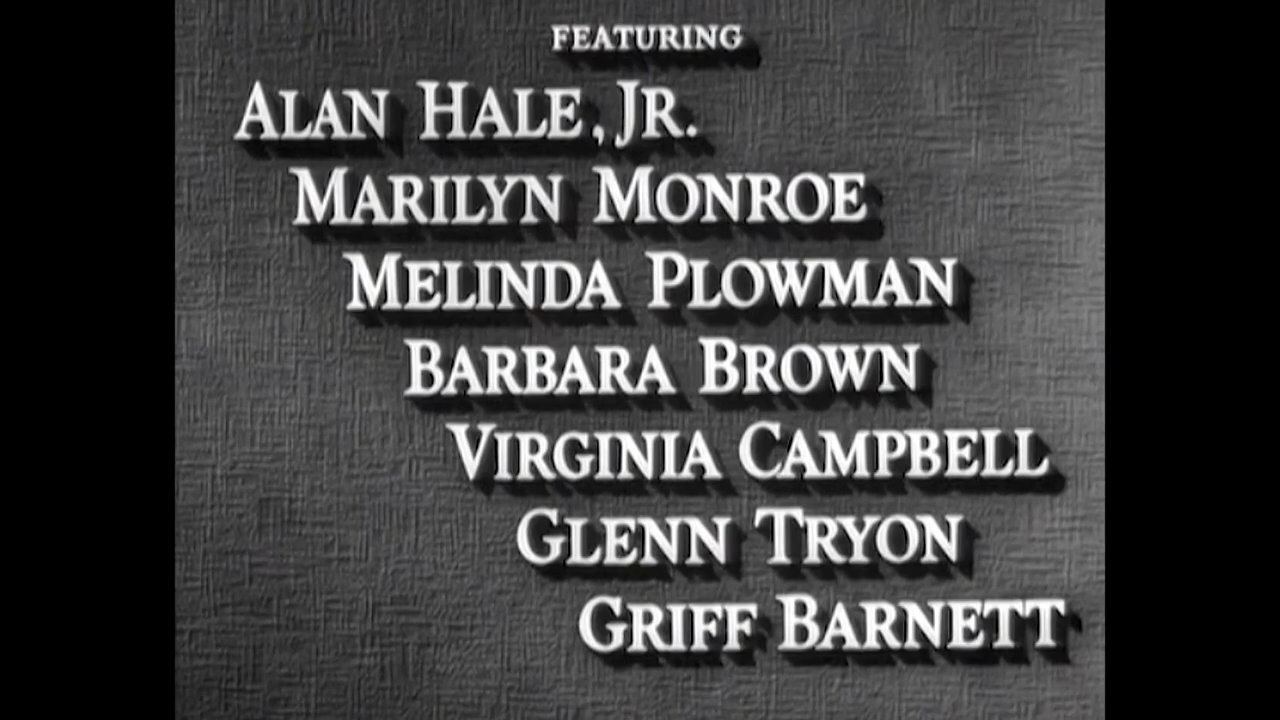 FEATURING
ALAN HALE, JR.
MARILYN MONROE
MELINDA PLOWMAN
BARBARA BROWN
VIRGINIA CAMPBELL
GLENN TRYON
GRIFF BARNETT